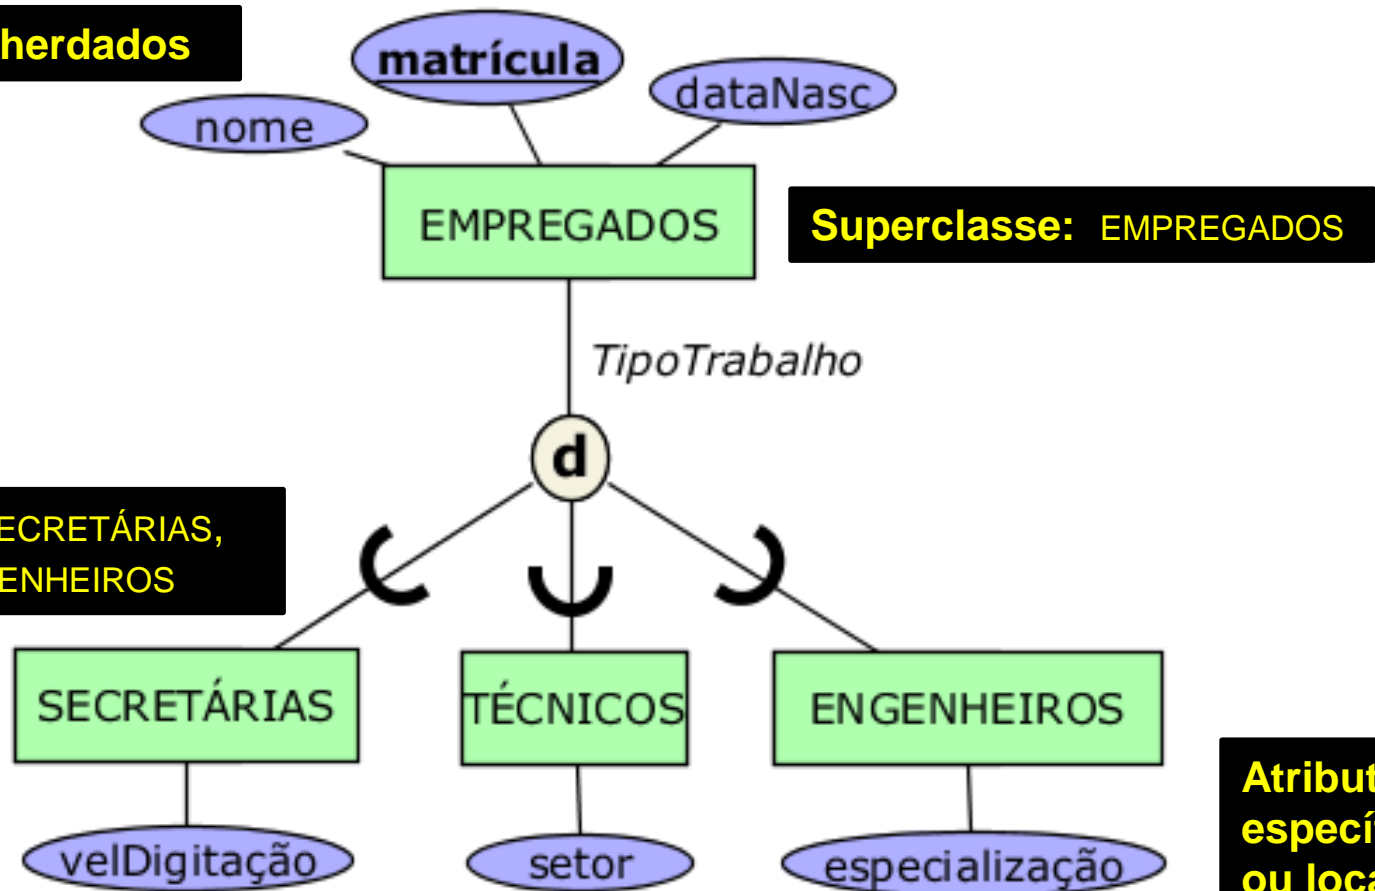 herdados
matrícula
dataNasc
nome
EMPREGADOS
Superclasse: EMPREGADOS
TipoTrabalho
d
ECRETÁRIAS,
ENHEIROS
SECRETÁRIAS
TÉCNICOS
ENGENHEIROS
Atribut
específ
ou loca
velDigitação
setor
especialização